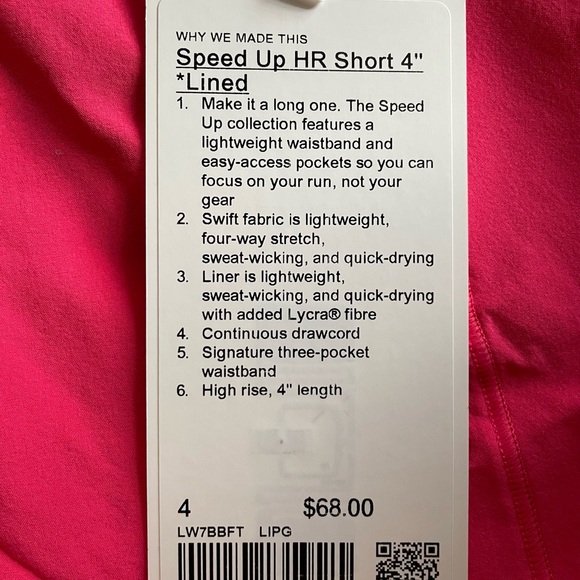 WHY WE MADE THIS
Speed Up HR Short 4"
*Lined
1. Make it a long one. The Speed
Up collection features a
lightweight waistband and
easy-access pockets so you can
focus on your run, not your
gear
2. Swift fabric is lightweight,
four-way stretch,
sweat-wicking, and quick-drying
3. Liner is lightweight,
sweat-wicking, and quick-drying
with added Lycra® fibre
4. Continuous drawcord
5. Signature three-pocket
waistband
6. High rise, 4" length
4 $68.00
LW7BBFT LIPG